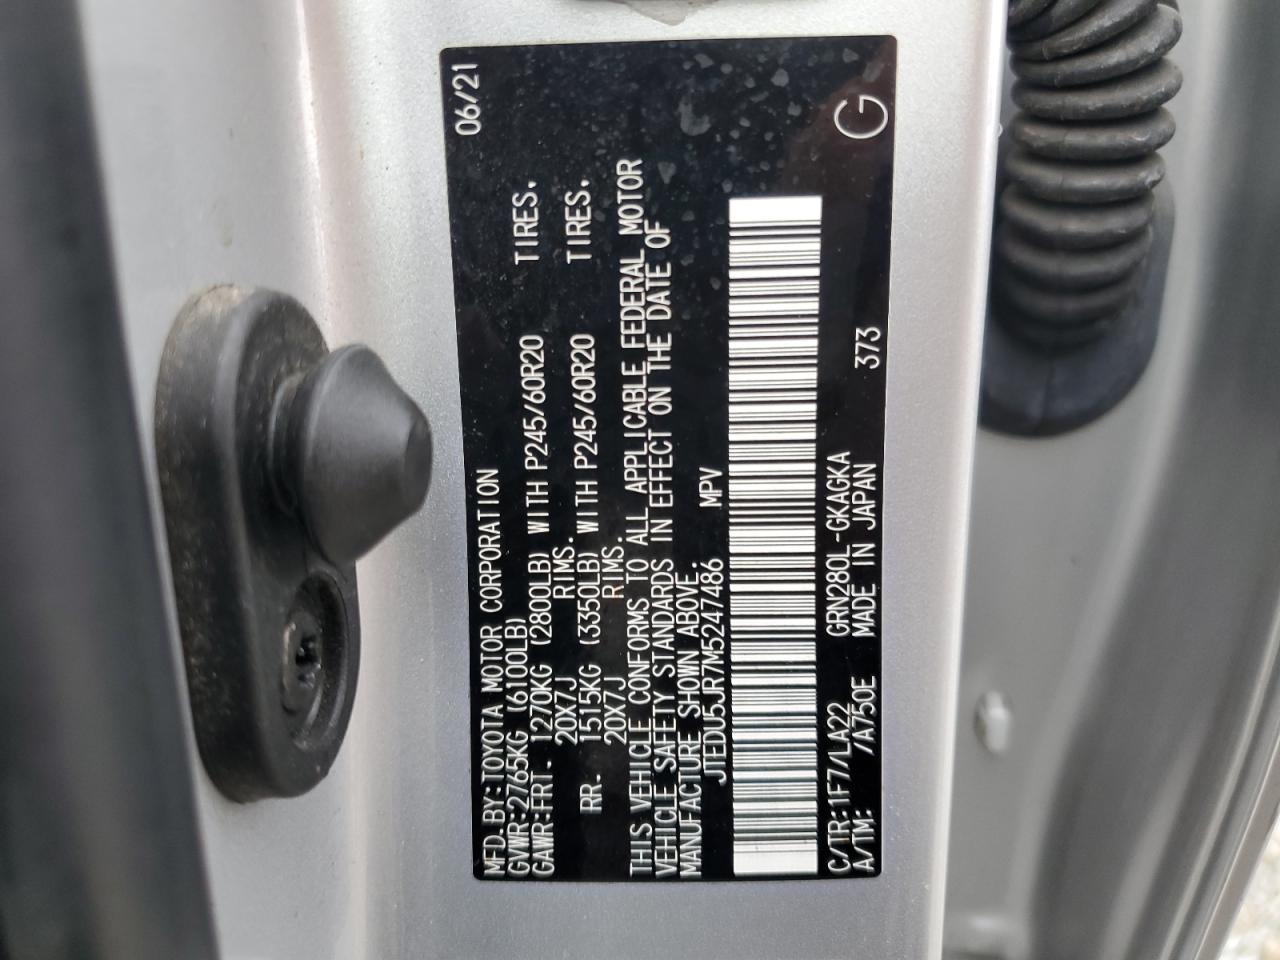 MFD.BY:TOYOTA MOTOR CORPORATION 06/21
GVWR:2765KG (6100LB)
GAWR:FRT. 1270KG (2800LB) WITH P245/60R20 TIRES.
20X7J RIMS.
RR. 1515KG (3350LB) WITH P245/60R20 TIRES.
20X7J RIMS.
THIS VEHICLE CONFORMS TO ALL APPLICABLE FEDERAL MOTOR
VEHICLE SAFETY STANDARDS IN EFFECT ON THE DATE OF
MANUFACTURE SHOWN ABOVE.
JTEDU5JR7M5247486 MPV
C/TR:1F7/LA22 GRN280L-GKAGKA 373 G
A/TM: /A750E MADE IN JAPAN